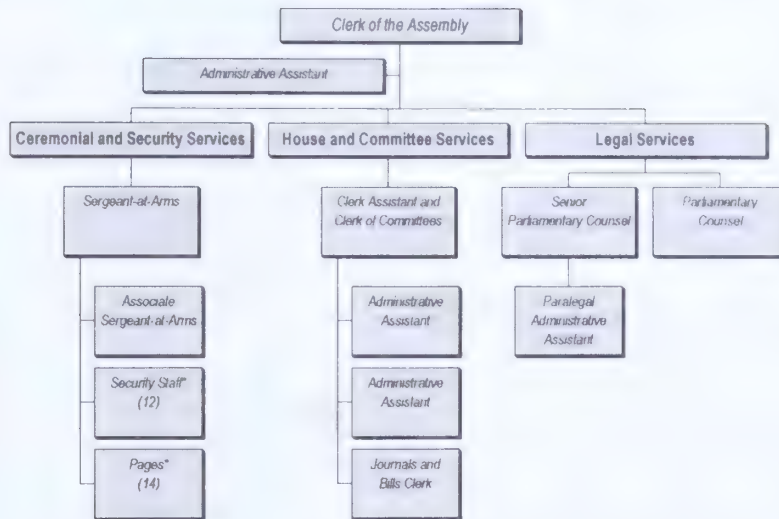 Clerk of the Assembly
Administrative Assistant
Ceremonial and Security Services
House and Committee Services
Legal Services
Sergeant-at-Arms
Clerk Assistant and
Clerk of Committees
Senior
Parliamentary Counsel
Parliamentary
Counsel
Associate
Sergeant-at-Arms
Administrative
Assistant
Paralegal
Administrative
Assistant
Security Staff*
(12)
Administrative
Assistant
Pages*
(14)
Journals and
Bills Clerk